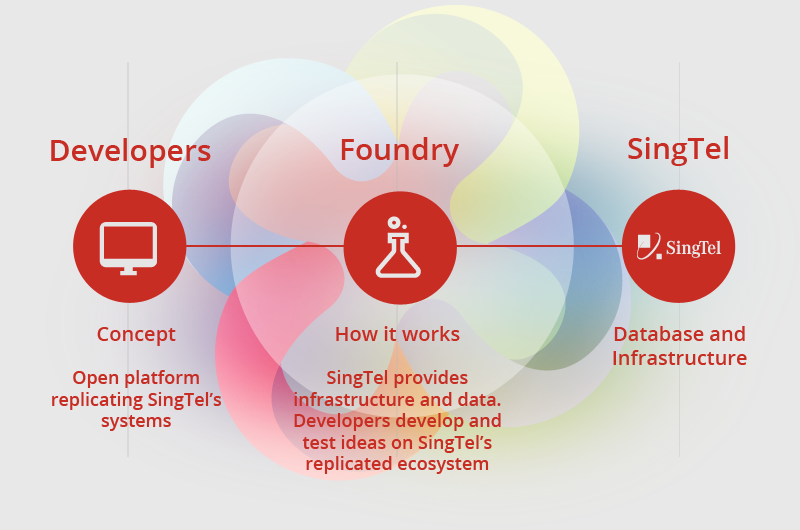 Developers
Foundry
SingTel
SingTel
Concept
How it works
Database and
Infrastructure
Open platform
replicating SingTel's
systems
SingTel provides
infrastructure and data.
Developers develop and
test ideas on SingTel's
replicated ecosystem